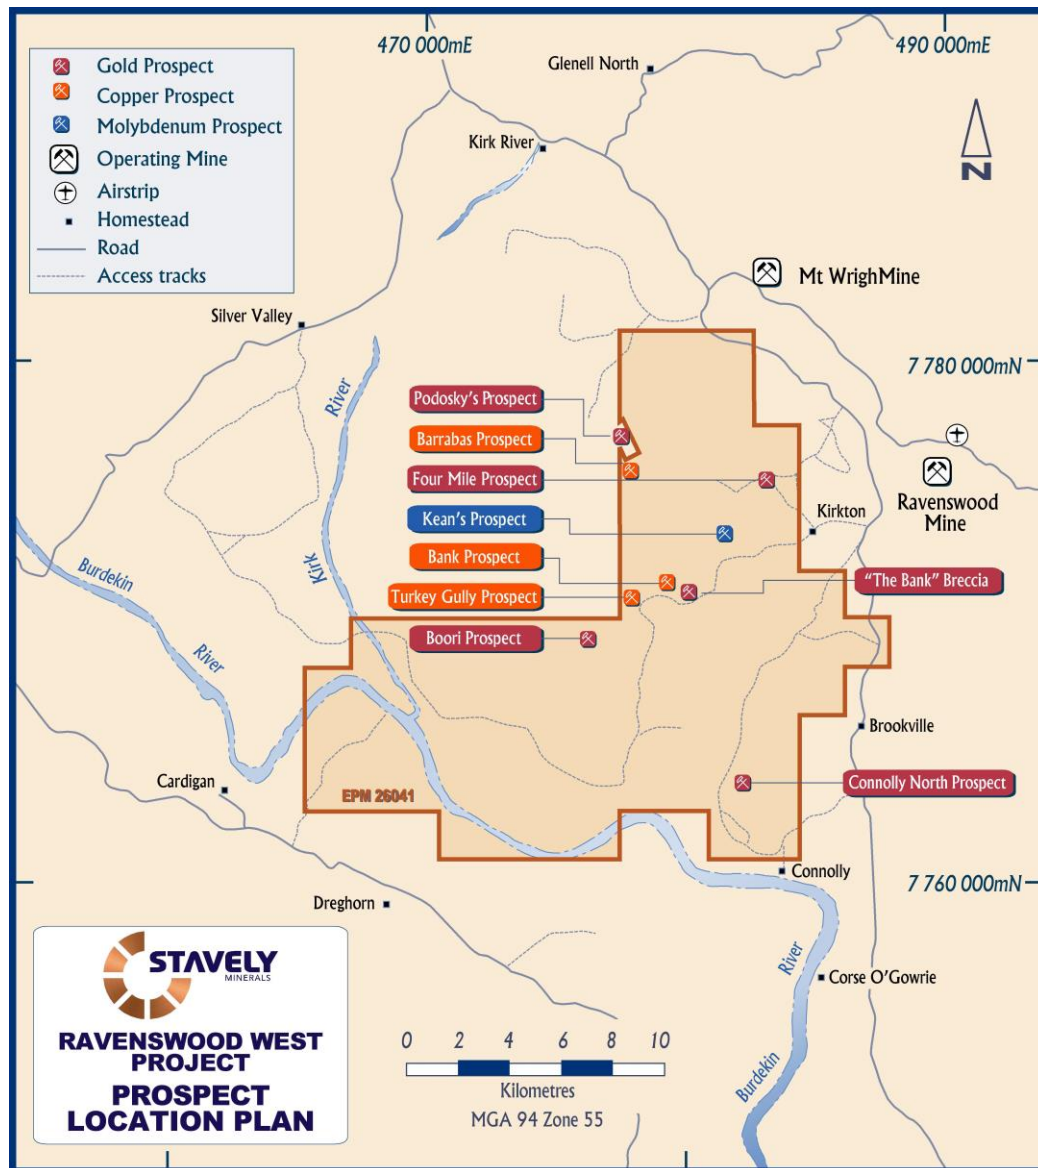 470 000mE
490 000mE
Gold Prospect
Copper Prospect
Molybdenum Prospect
Operating Mine
Airstrip
Homestead
Road
Access tracks
Glenell North
Kirk River
N
Mt WrighMine
Silver Valley
7 780 000mN
River
Kirk
Podosky's Prospect
Barrabas Prospect
Four Mile Prospect
Kean's Prospect
Bank Prospect
Turkey Gully Prospect
Boori Prospect
Ravenswood
Mine
Kirkton
"The Bank" Breccia
Burdekin
River
Brookville
Cardigan
EPM 26041
Connolly North Prospect
Connolly
7 760 000mN
Dreghorn
River
Corse O'Gowrie
Burdekin
STAVELY
MINERALS
RAVENSWOOD WEST
PROJECT
PROSPECT
LOCATION PLAN
0 2 4 6 8 10
Kilometres
MGA 94 Zone 55